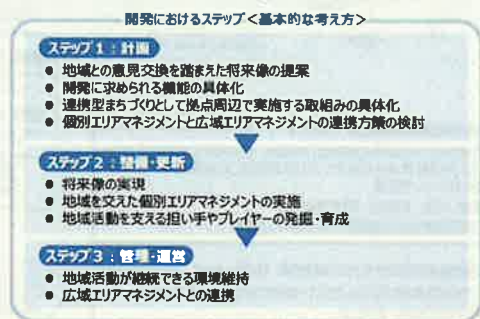 開発におけるステップ<基本的な考え方>
ステップ1：計画
● 地域との意見交換を踏まえた将来像の提案
● 開発に求められる機能の具体化
● 連携型まちづくりとして拠点周辺で実施する取組みの具体化
● 個別エリアマネジメントと広域エリアマネジメントの連携方策の検討
ステップ2：整備・更新
● 将来像の実現
● 地域を交えた個別エリアマネジメントの実施
● 地域活動を支える担い手やプレイヤーの発掘・育成
ステップ3：管理・運営
● 地域活動が継続できる環境維持
● 広域エリアマネジメントとの連携